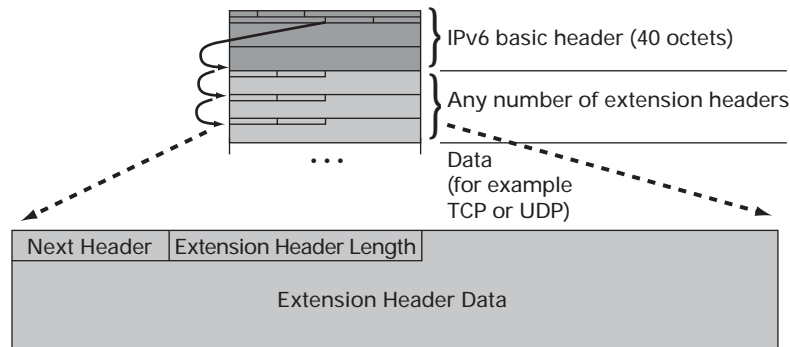 IPv6 basic header (40 octets)
Any number of extension headers
...
Data
(for example
TCP or UDP)
Next Header
Extension Header Length
Extension Header Data